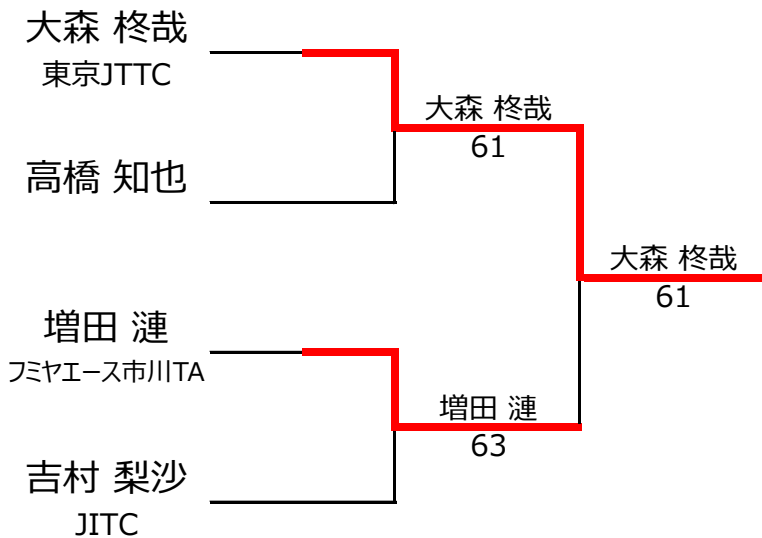 大森 柊哉
東京JTTC
大森 柊哉
61
高橋 知也
大森 柊哉
61
増田 漣
フミヤエース市川TA
増田 漣
63
吉村 梨沙
JITC